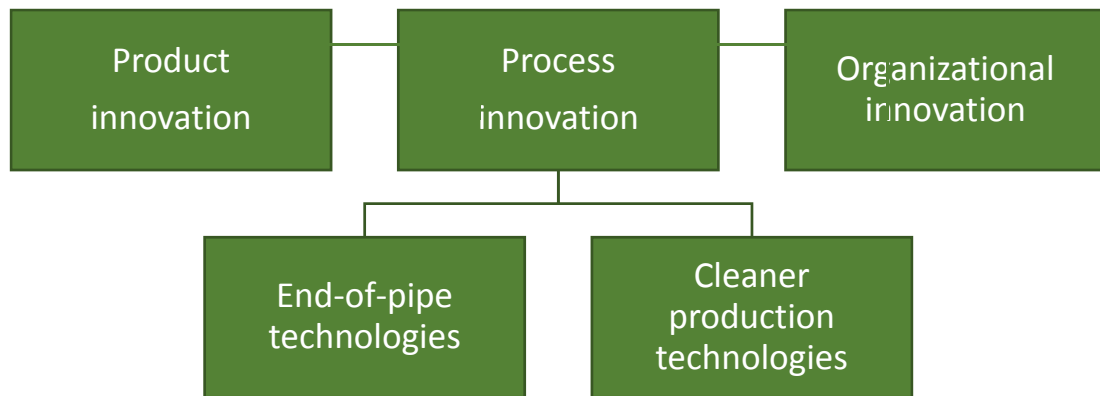 Product
innovation
Process
innovation
Organizational
innovation
End-of-pipe
technologies
Cleaner
production
technologies